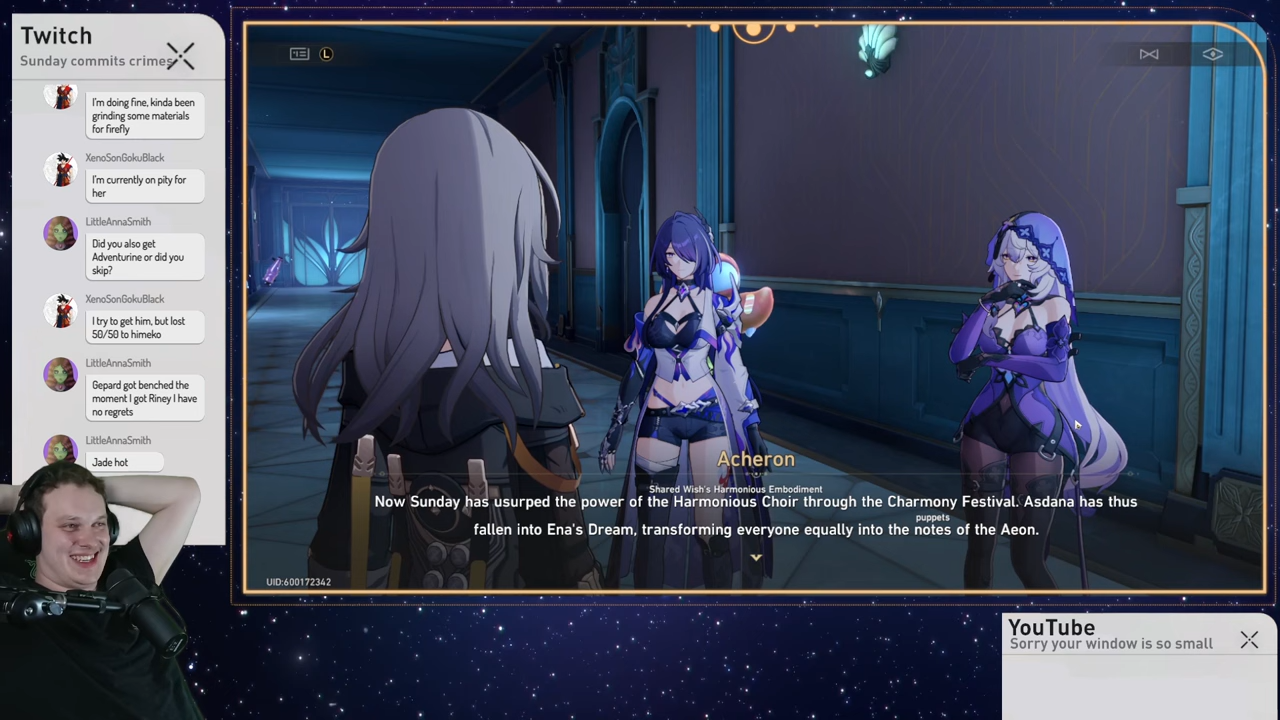 Twitch
Sunday commits crimes
I'm doing fine, kinda been
grinding some materials
for firefly
XenoSonGokuBlack
I'm currently on pity for
her
LittleAnnaSmith
Did you also get
Adventurine or did you
skip?
XenoSonGokuBlack
I try to get him, but lost
50/50 to himeko
LittleAnnaSmith
Gepard got benched the
moment I got Riney I have
no regrets
LittleAnnaSmith
Jade hot
L
Acheron
Shared Wish's Harmonious Embodiment
Now Sunday has usurped the power of the Harmonious Choir through the Charmony Festival. Asdana has thus
puppets
fallen into Ena's Dream, transforming everyone equally into the notes of the Aeon.
UID:600172342
YouTube
Sorry your window is so small